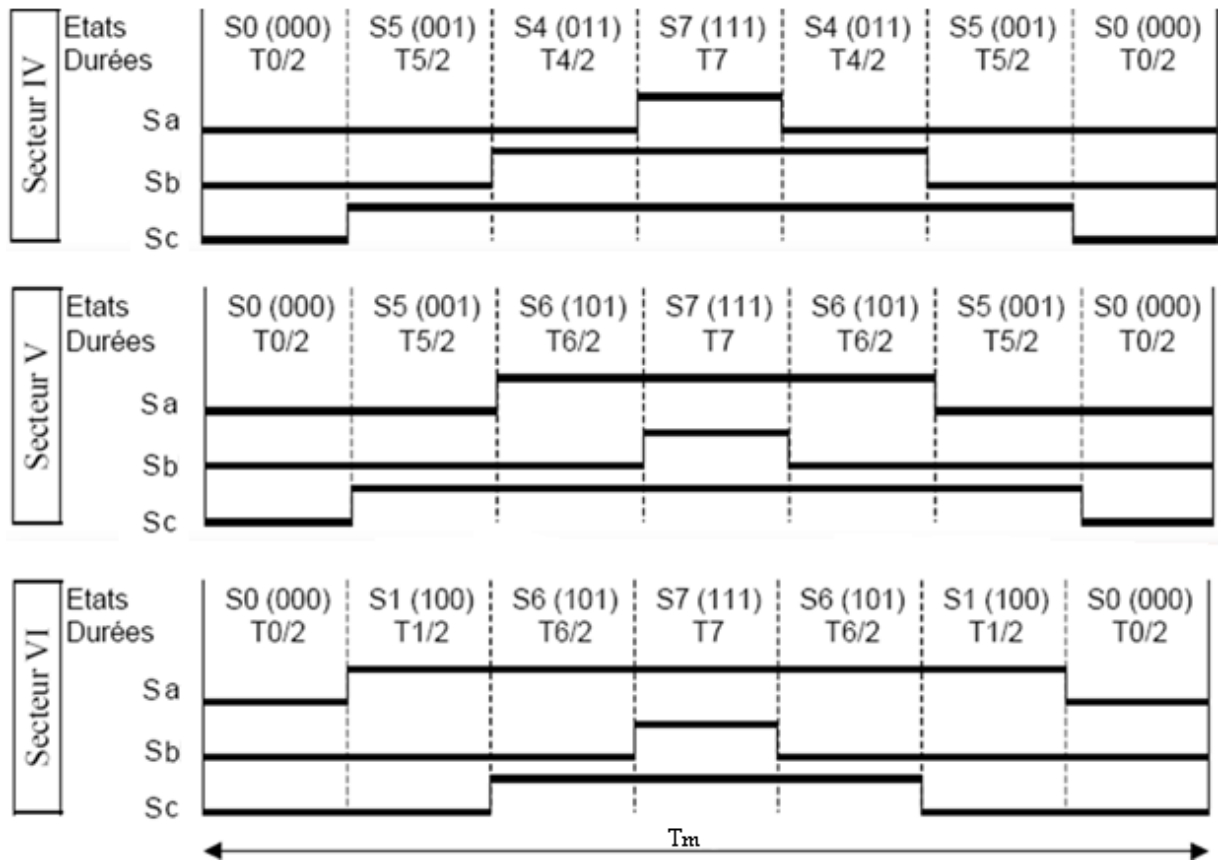 Secteur IV
Etats S0 (000) S5 (001) S4 (011) S7 (111) S4 (011) S5 (001) S0 (000)
Durées T0/2 T5/2 T4/2 T7 T4/2 T5/2 T0/2
Sa
Sb
Sc
Secteur V
Etats S0 (000) S5 (001) S6 (101) S7 (111) S6 (101) S5 (001) S0 (000)
Durées T0/2 T5/2 T6/2 T7 T6/2 T5/2 T0/2
Sa
Sb
Sc
Secteur VI
Etats S0 (000) S1 (100) S6 (101) S7 (111) S6 (101) S1 (100) S0 (000)
Durées T0/2 T1/2 T6/2 T7 T6/2 T1/2 T0/2
Sa
Sb
Sc
Tm